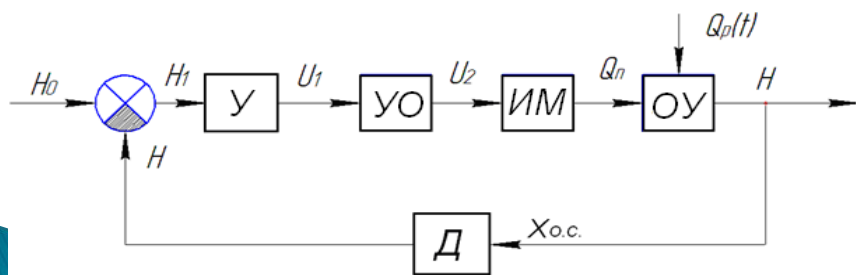 Qp(t)
H₀ H₁ U₁ U₂ Qп H
У УО ИМ ОУ
H
Д Xо.с.